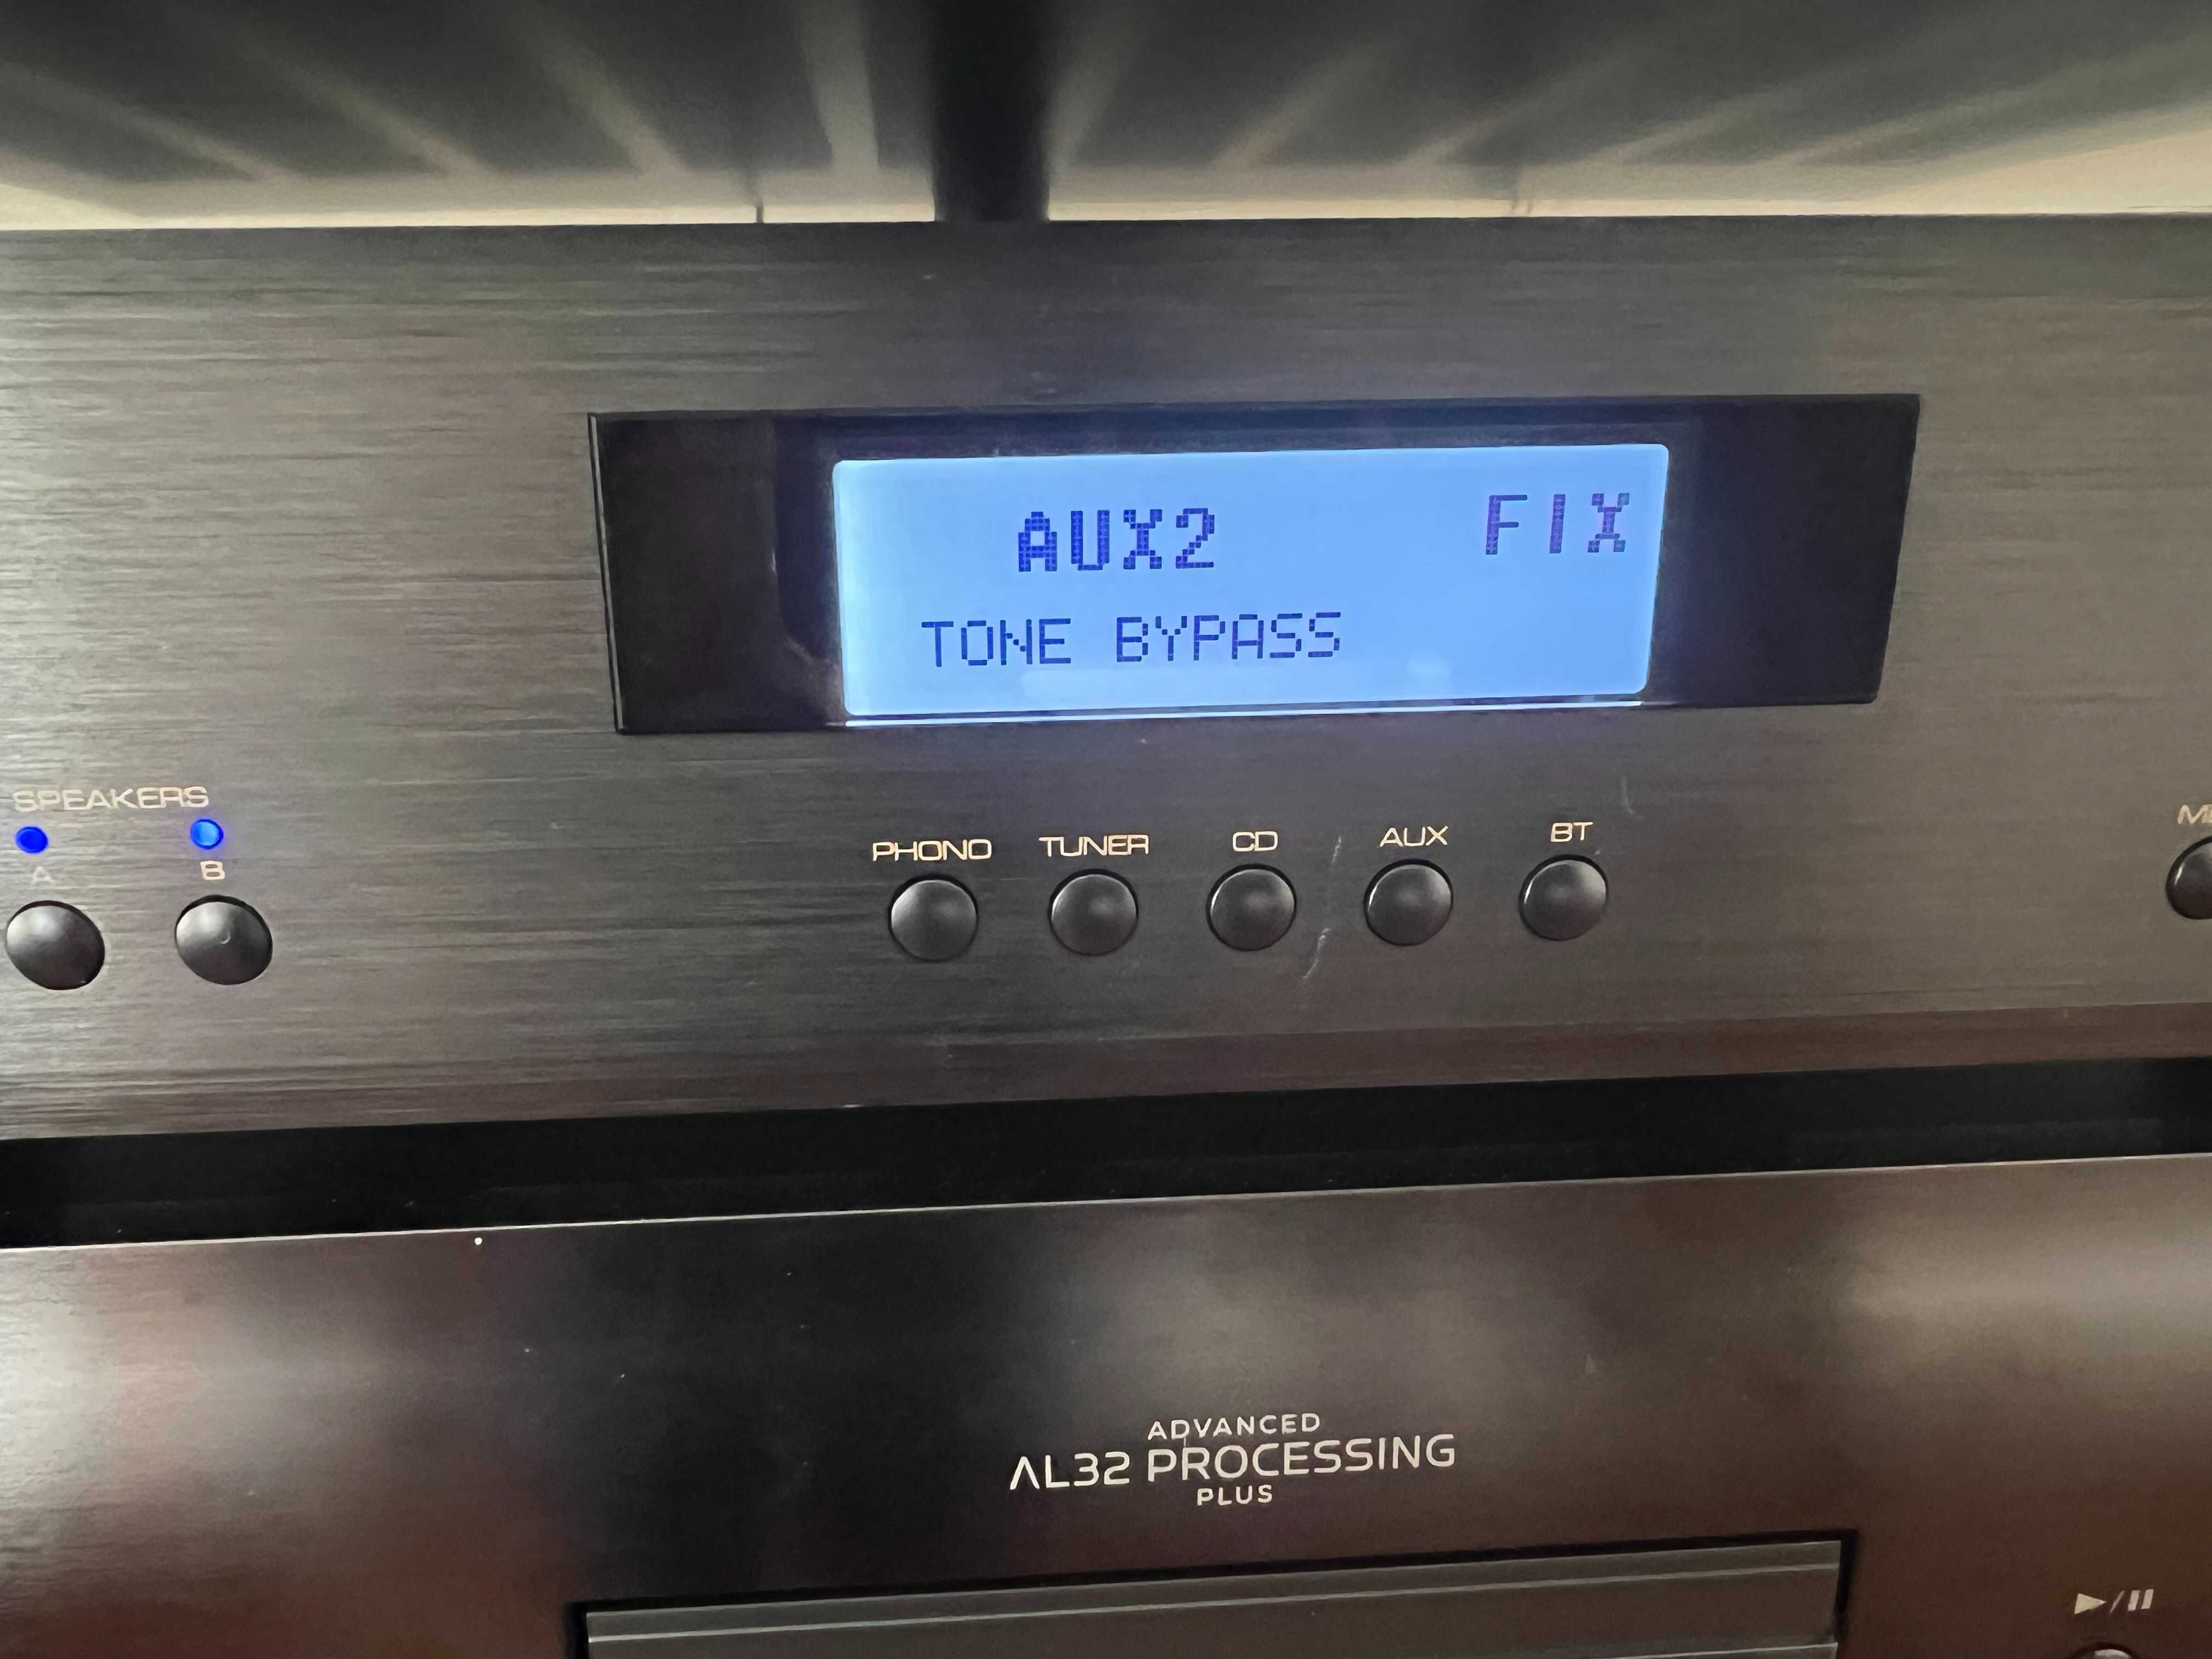 AUX2 FIX
TONE BYPASS
SPEAKERS
A B
PHONO TUNER CD AUX BT
ADVANCED
AL32 PROCESSING
PLUS